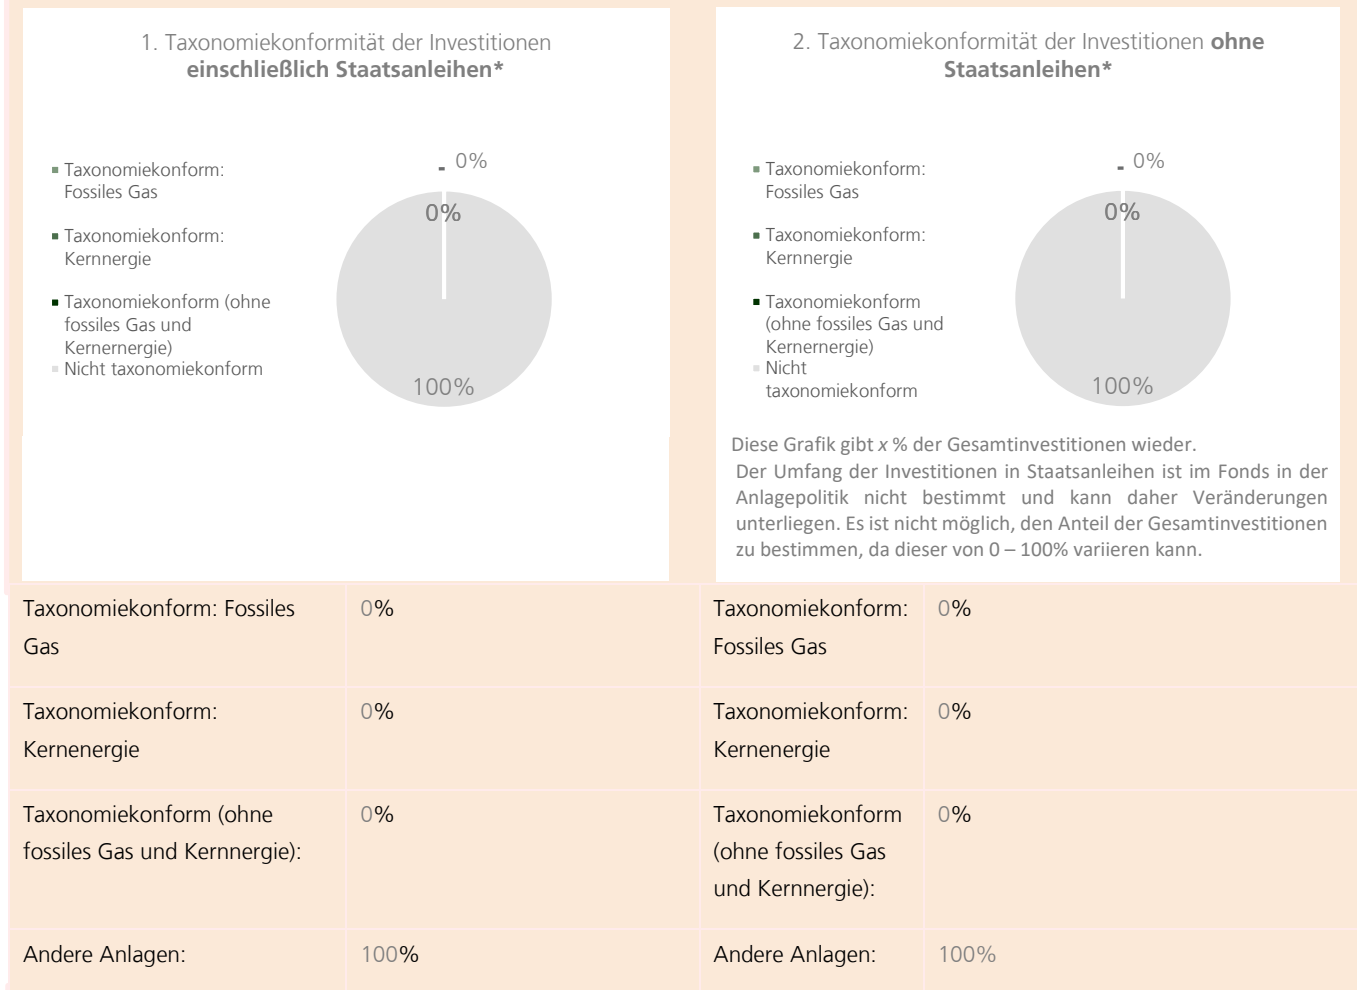 1. Taxonomiekonformität der Investitionen
einschließlich Staatsanleihen*
Taxonomiekonform:
Fossiles Gas
Taxonomiekonform:
Kernnergie
Taxonomiekonform (ohne
fossiles Gas und
Kernernergie)
Nicht taxonomiekonform
- 0%
0%
100%
2. Taxonomiekonformität der Investitionen ohne
Staatsanleihen*
Taxonomiekonform:
Fossiles Gas
Taxonomiekonform:
Kernnergie
Taxonomiekonform
(ohne fossiles Gas und
Kernernergie)
Nicht
taxonomiekonform
- 0%
0%
100%
Diese Grafik gibt x % der Gesamtinvestitionen wieder.
Der Umfang der Investitionen in Staatsanleihen ist im Fonds in der
Anlagepolitik nicht bestimmt und kann daher Veränderungen
unterliegen. Es ist nicht möglich, den Anteil der Gesamtinvestitionen
zu bestimmen, da dieser von 0 – 100% variieren kann.
Taxonomiekonform: Fossiles
Gas
0%
Taxonomiekonform:
Fossiles Gas
0%
Taxonomiekonform:
Kernenergie
0%
Taxonomiekonform:
Kernenergie
0%
Taxonomiekonform (ohne
fossiles Gas und Kernnergie):
0%
Taxonomiekonform
(ohne fossiles Gas
und Kernnergie):
0%
Andere Anlagen:
100%
Andere Anlagen:
100%